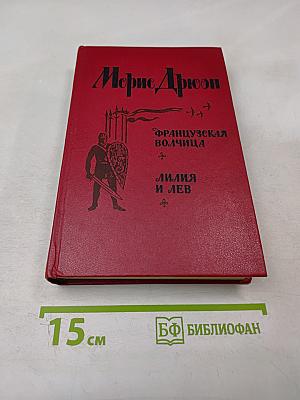 Морис Дрюон
ФРАНЦУЗСКАЯ
ВОЛЧИЦА
ЛИЛИЯ
И ЛЕВ
15 см
БФ БИБЛИОФАН